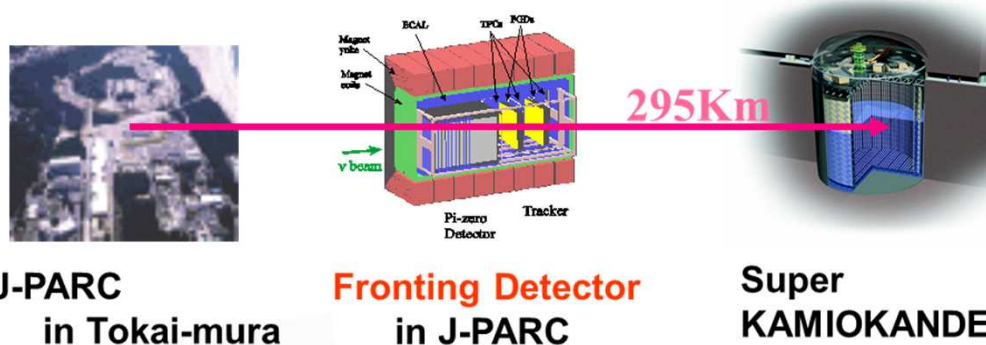 Magnet
yoke
Magnet
coils
ECAL
TPCs
FGDs
ν beam
Pi-zero
Detector
Tracker
295Km
J-PARC
in Tokai-mura
Fronting Detector
in J-PARC
Super
KAMIOKANDE